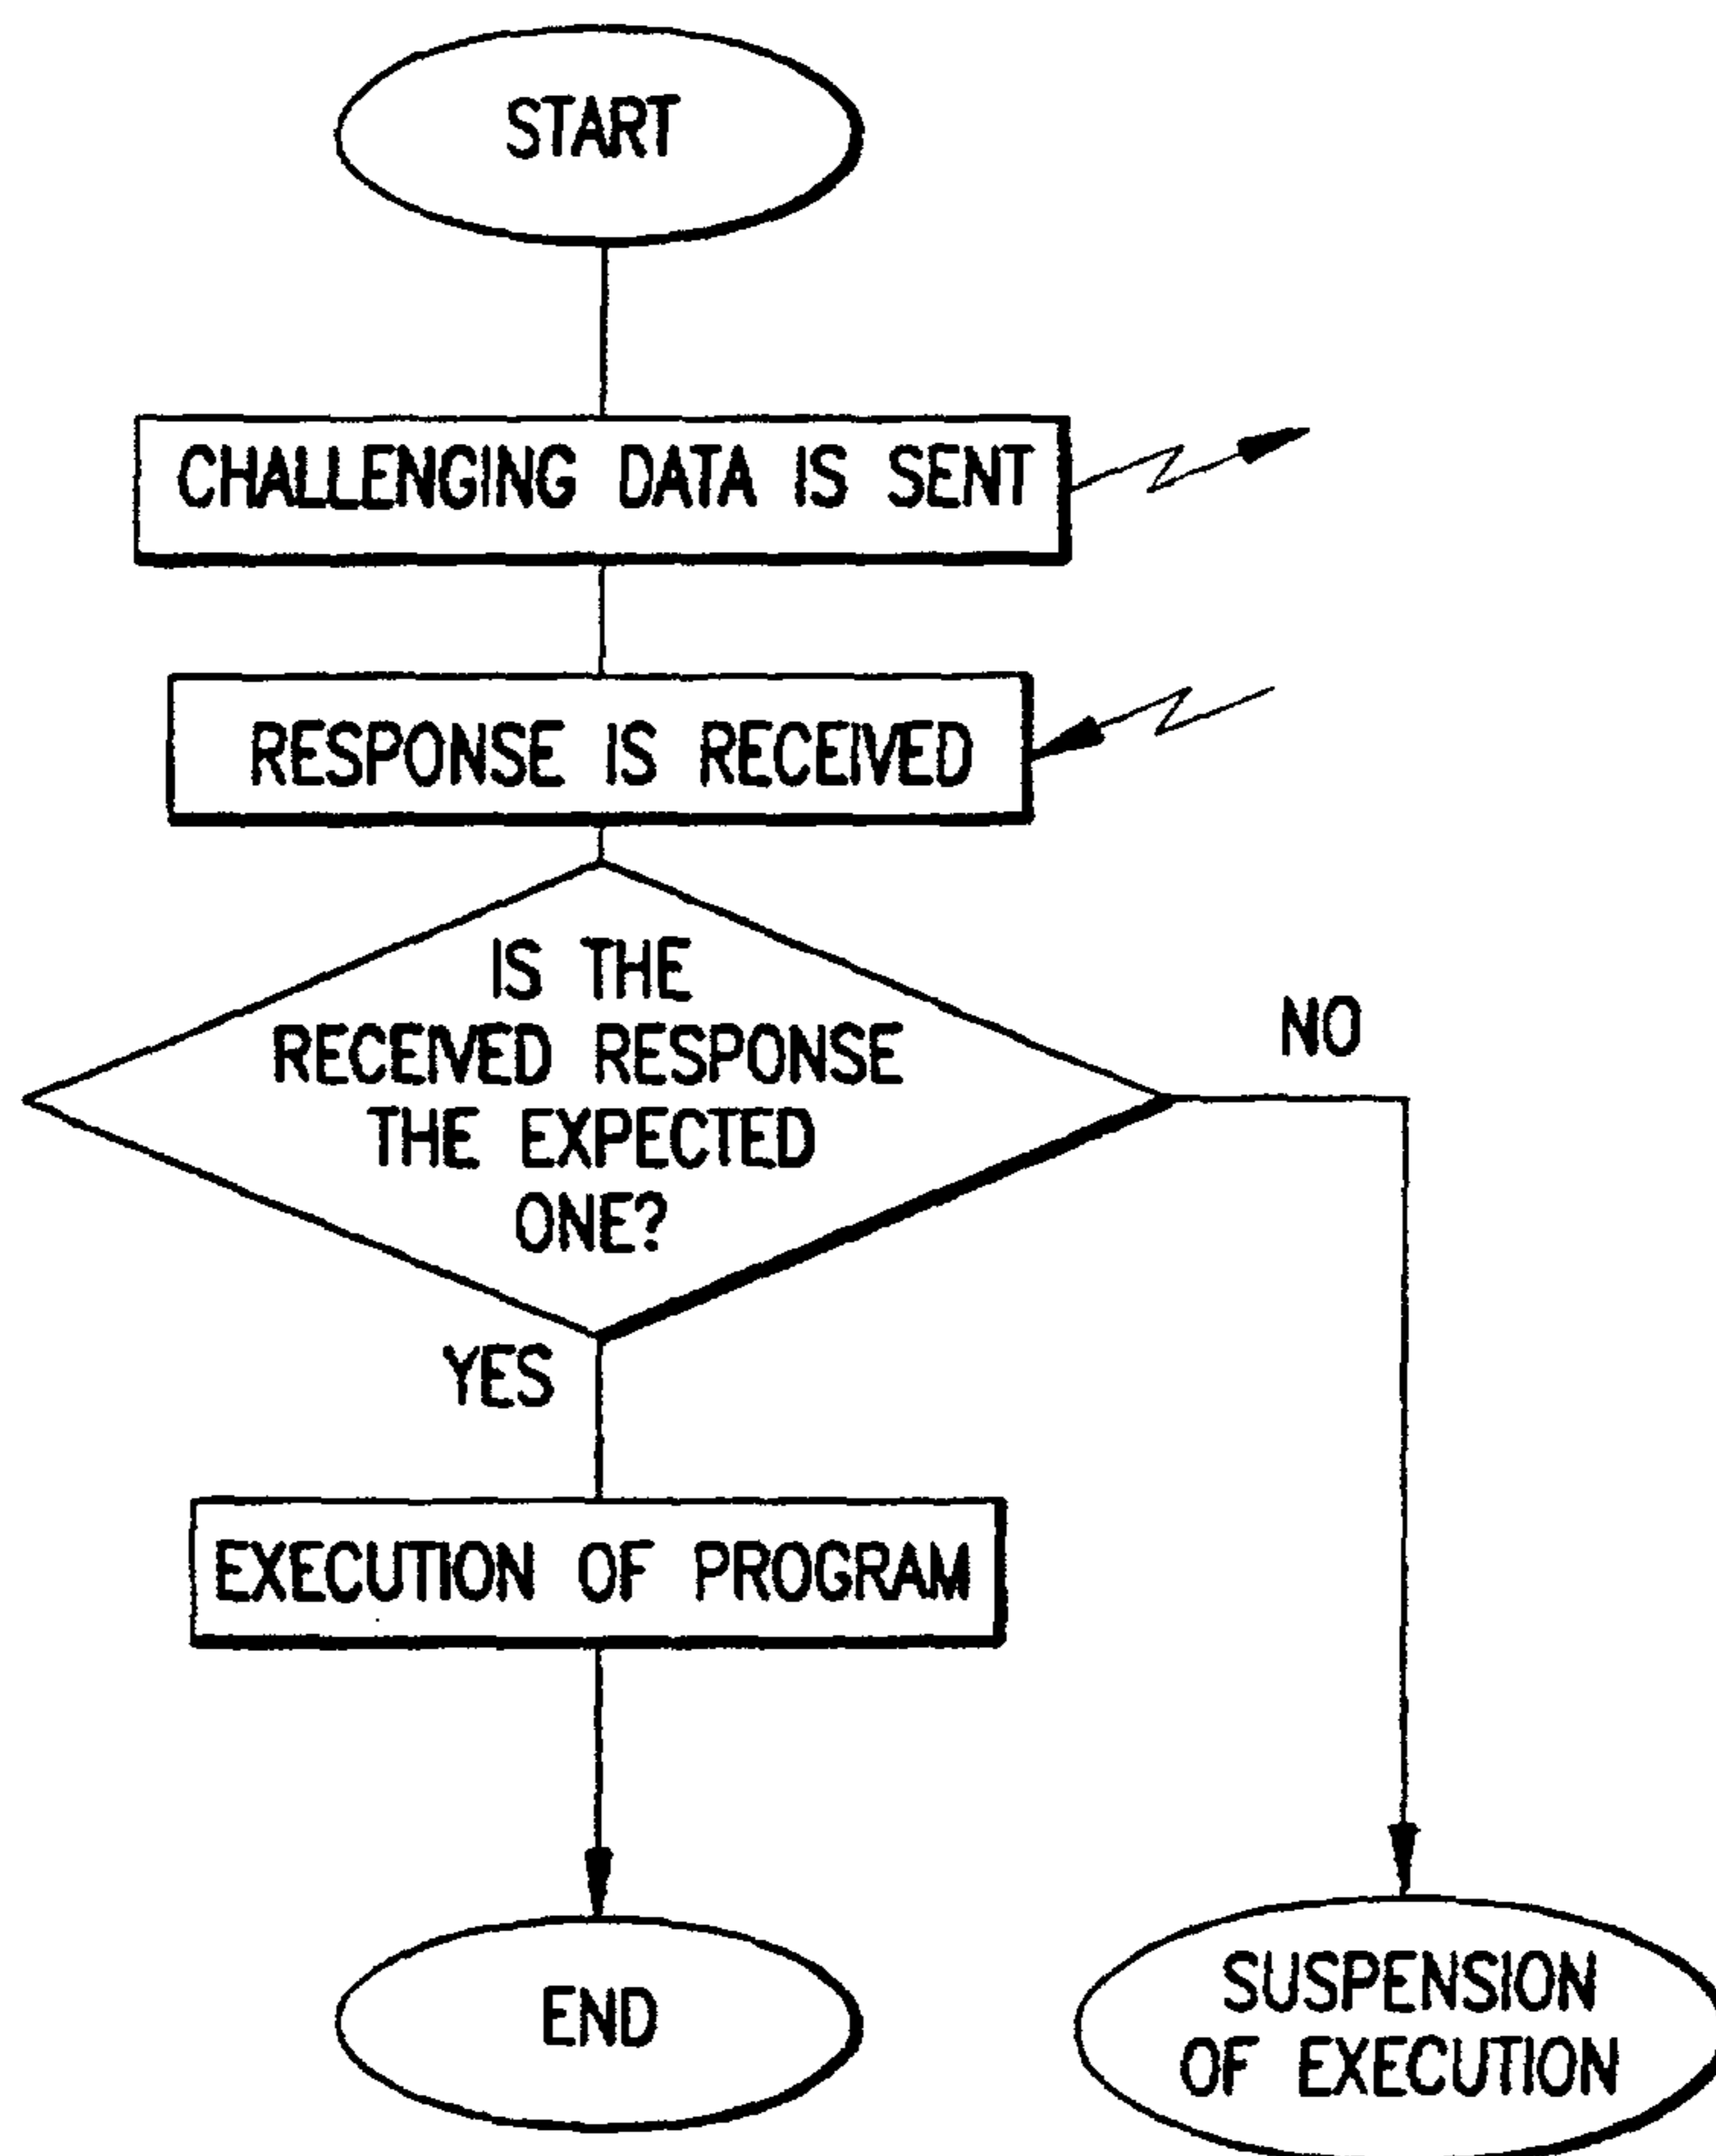 START
CHALLENGING DATA IS SENT
RESPONSE IS RECEIVED
IS THE
RECEIVED RESPONSE
THE EXPECTED
ONE?
NO
YES
EXECUTION OF PROGRAM
END
SUSPENSION
OF EXECUTION